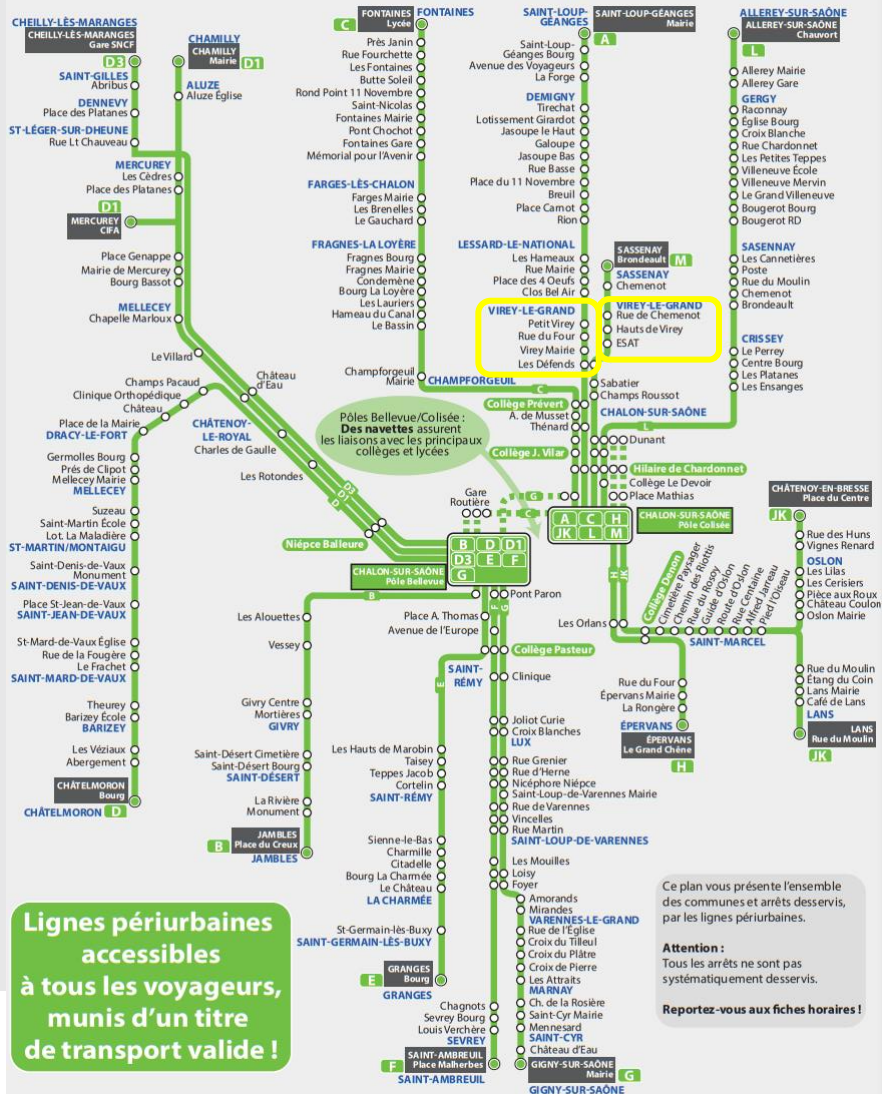 CHEILLY-LÈS-MARANGES
CHEILLY-LÈS-MARANGES
Gare SNCF
D3
SAINT-GILLES
Abribus
DENNEVY
Place des Platanes
ST-LÉGER-SUR-DHEUNE
Rue Lt Chauveau
CHAMILLY
CHAMILLY
Mairie
D1
ALUZE
Aluze Église
MERCUREY
Les Cèdres
Place des Platanes
D1
MERCUREY
CIFA
Place Genappe
Mairie de Mercurey
Bourg Bassot
MELLECEY
Chapelle Marloux
Le Villard
Château
d'Eau
CHÂTENOY-
LE-ROYAL
Charles de Gaulle
Les Rotondes
D1
D3
D
Niépce Balleure
Champs Pacaud
Clinique Orthopédique
Château
Place de la Mairie
DRACY-LE-FORT
Germolles Bourg
Prés de Clipot
Mellecey Mairie
MELLECEY
Suzeau
Saint-Martin École
Lot. La Maladière
ST-MARTIN/MONTAIGU
Saint-Denis-de-Vaux
Monument
SAINT-DENIS-DE-VAUX
Place St-Jean-de-Vaux
SAINT-JEAN-DE-VAUX
St-Mard-de-Vaux Église
Rue de la Fougère
Le Frachet
SAINT-MARD-DE-VAUX
Theurey
Barizey École
BARIZEY
Les Véziaux
Abergement
CHÂTELMORON
Bourg
CHÂTELMORON
D
C
FONTAINES
Lycée
FONTAINES
Près Janin
Rue Fourchette
Les Fontaines
Butte Soleil
Rond Point 11 Novembre
Saint-Nicolas
Fontaines Mairie
Pont Chochot
Fontaines Gare
Mémorial pour l'Avenir
FARGES-LÈS-CHALON
Farges Mairie
Les Brenelles
Le Gauchard
FRAGNES-LA LOYÈRE
Fragnes Bourg
Fragnes Mairie
Condemène
Bourg La Loyère
Les Lauriers
Hameau du Canal
Le Bassin
Champforgeuil
Mairie
CHAMPFORGEUIL
C
SAINT-LOUP-
GÉANGES
SAINT-LOUP-GÉANGES
Mairie
A
Saint-Loup-
Géanges Bourg
Avenue des Voyageurs
La Forge
DEMIGNY
Tirechat
Lotissement Girardot
Jasoupe le Haut
Galoupe
Jasoupe Bas
Rue Basse
Place du 11 Novembre
Breuil
Place Carnot
Rion
LESSARD-LE-NATIONAL
Les Hameaux
Rue Mairie
Place des 4 Oeufs
Clos Bel Air
VIREY-LE-GRAND
Petit Virey
Rue du Four
Virey Mairie
Les Défends
SASSENAY
Brondeault
M
SASSENAY
Chemenot
VIREY-LE-GRAND
Rue de Chemenot
Hauts de Virey
ESAT
Sabatier
Champs Roussot
CHALON-SUR-SAÔNE
Collège Prévert
A. de Musset
Thénard
Collège J. Vilar
ALLEREY-SUR-SAÔNE
ALLEREY-SUR-SAÔNE
Chauvort
L
Allerey Mairie
Allerey Gare
GERGY
Raconnay
Église Bourg
Croix Blanche
Rue Chardonnet
Les Petites Teppes
Villeneuve École
Villeneuve Mervin
Le Grand Villeneuve
Bougerot Bourg
Bougerot RD
SASENNAY
Les Cannetières
Poste
Rue du Moulin
Chemenot
Brondeault
CRISSEY
Le Perrey
Centre Bourg
Les Platanes
Les Ensanges
L
Dunant
Hilaire de Chardonnet
Collège Le Devoir
Place Mathias
Pôles Bellevue/Colisée :
Des navettes assurent
les liaisons avec les principaux
collèges et lycées
Gare
Routière
G
C
A C H
JK L M
CHALON-SUR-SAÔNE
Pôle Colisée
B D D1
D3 E F
G
CHALON-SUR-SAÔNE
Pôle Bellevue
H
JK
Les Orlans
Collage Denon
Cimetière Paysager
Chemin des Riottis
Rue du Rosoy
Guide d'Oslon
Route d'Oslon
Rue Centaine
Alfred Jarreau
Pied l'Oiseau
SAINT-MARCEL
CHÂTENOY-EN-BRESSE
Place du Centre
JK
Rue des Huns
Vignes Renard
OSLON
Les Lilas
Les Cerisiers
Pièce aux Roux
Château Coulon
Oslon Mairie
Rue du Moulin
Étang du Coin
Lans Mairie
Café de Lans
LANS
LANS
Rue du Moulin
JK
Rue du Four
Épervans Mairie
La Rongère
ÉPERVANS
ÉPERVANS
Le Grand Chêne
H
B
Les Alouettes
Vessey
Givry Centre
Mortières
GIVRY
Saint-Désert Cimetière
Saint-Désert Bourg
SAINT-DÉSERT
La Rivière
Monument
B
JAMBLES
Place du Creux
JAMBLES
Pont Paron
F
G
Place A. Thomas
Avenue de l'Europe
Collège Pasteur
SAINT-
RÉMY
Clinique
E
Les Hauts de Marobin
Taisey
Teppes Jacob
Cortelin
SAINT-RÉMY
Sienne-le-Bas
Charmille
Citadelle
Bourg La Charmée
Le Château
LA CHARMÉE
St-Germain-lès-Buxy
SAINT-GERMAIN-LÈS-BUXY
E
GRANGES
Bourg
GRANGES
Joliot Curie
Croix Blanches
LUX
Rue Grenier
Rue d'Herne
Nicéphore Niépce
Saint-Loup-de-Varennes Mairie
Rue de Varennes
Vincelles
Rue Martin
SAINT-LOUP-DE-VARENNES
Les Mouilles
Loisy
Foyer
Amorands
Mirandes
VARENNES-LE-GRAND
Rue de l'Église
Croix du Tilleul
Croix du Plâtre
Croix de Pierre
Les Attraits
MARNAY
Ch. de la Rosière
Saint-Cyr Mairie
Mennesard
SAINT-CYR
Château d'Eau
GIGNY-SUR-SAÔNE
Mairie
G
GIGNY-SUR-SAÔNE
Chagnots
Sevrey Bourg
Louis Verchère
SEVREY
F
SAINT-AMBREUIL
Place Malherbes
SAINT-AMBREUIL
Lignes périurbaines
accessibles
à tous les voyageurs,
munis d'un titre
de transport valide !
Ce plan vous présente l'ensemble
des communes et arrêts desservis,
par les lignes périurbaines.
Attention :
Tous les arrêts ne sont pas
systématiquement desservis.
Reportez-vous aux fiches horaires !